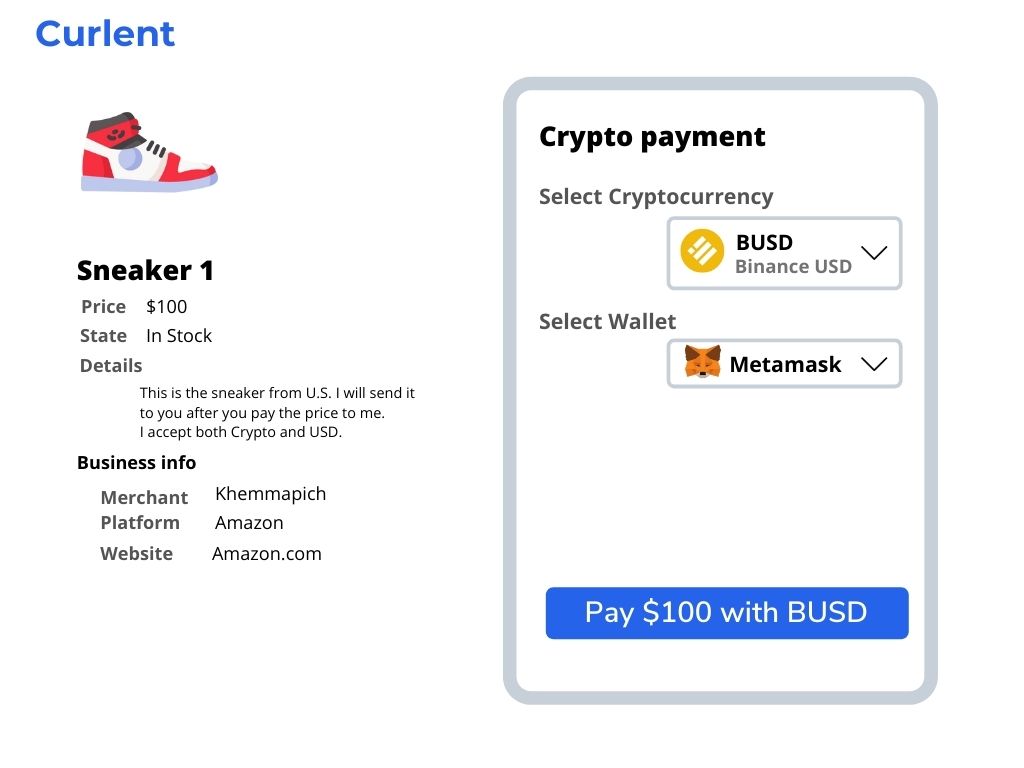 Curlent
Sneaker 1
Price $100
State In Stock
Details
This is the sneaker from U.S. I will send it
to you after you pay the price to me.
I accept both Crypto and USD.
Business info
Merchant Khemmapich
Platform Amazon
Website Amazon.com
Crypto payment
Select Cryptocurrency
BUSD
Binance USD
Select Wallet
Metamask
Pay $100 with BUSD